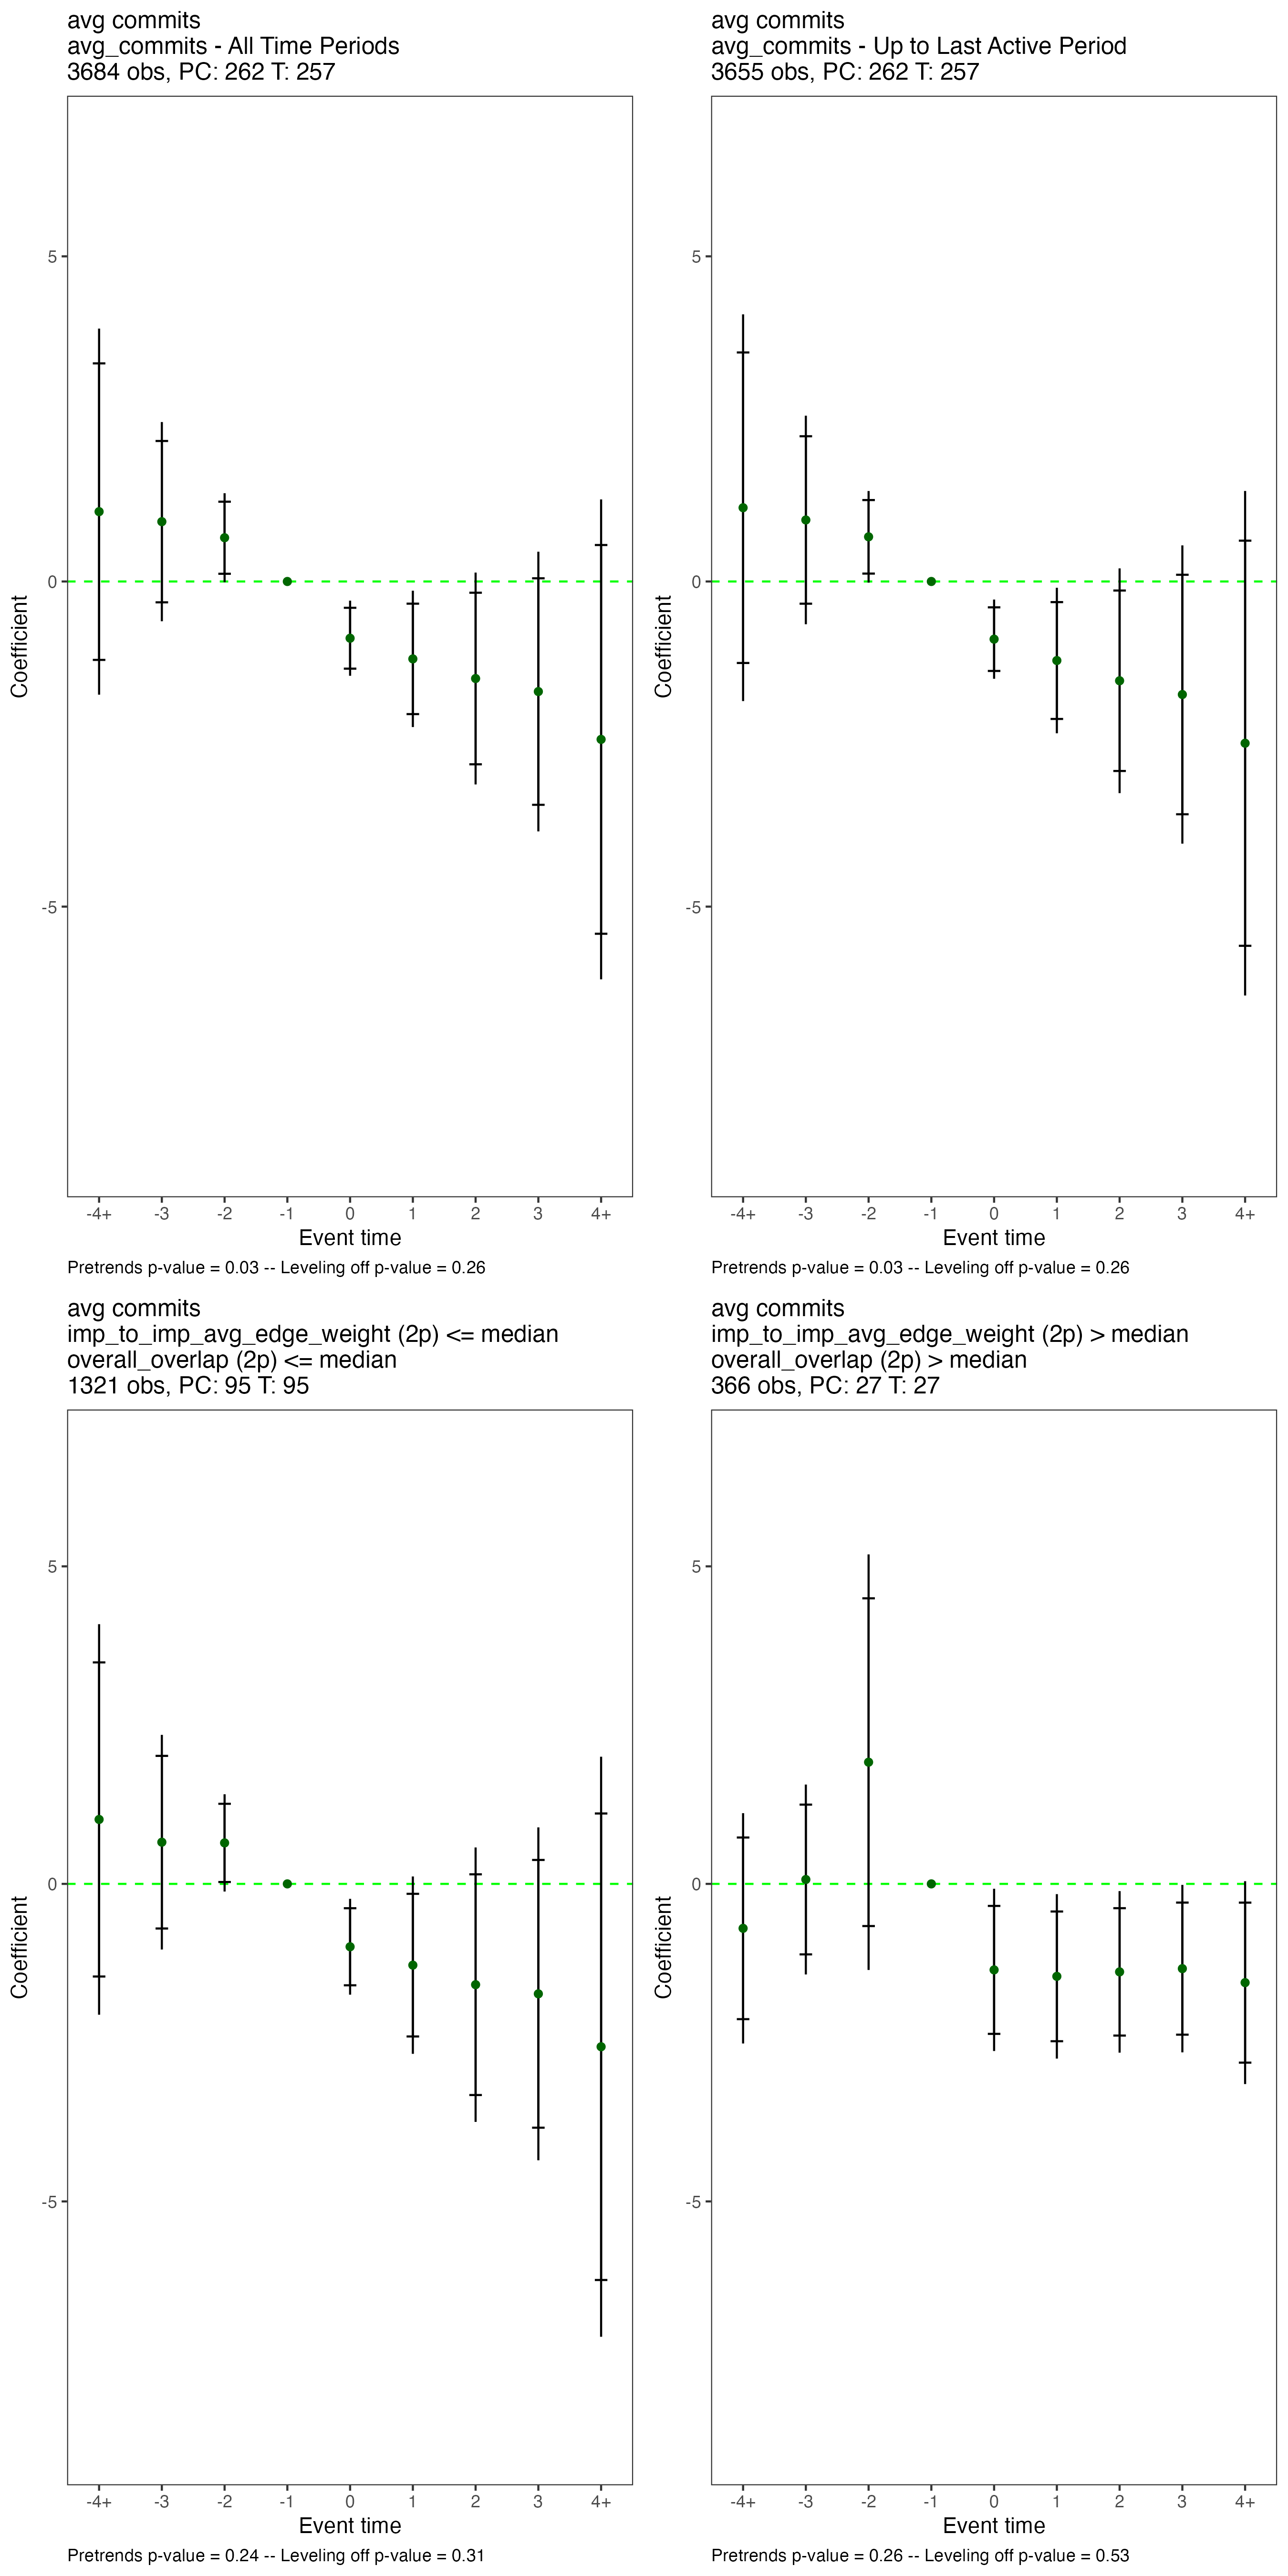 avg commits
avg_commits - All Time Periods
3684 obs, PC: 262 T: 257
5
0
-5
Coefficient
-4+ -3 -2 -1 0 1 2 3 4+
Event time
Pretrends p-value = 0.03 -- Leveling off p-value = 0.26
avg commits
avg_commits - Up to Last Active Period
3655 obs, PC: 262 T: 257
5
0
-5
Coefficient
-4+ -3 -2 -1 0 1 2 3 4+
Event time
Pretrends p-value = 0.03 -- Leveling off p-value = 0.26
avg commits
imp_to_imp_avg_edge_weight (2p) <= median
overall_overlap (2p) <= median
1321 obs, PC: 95 T: 95
5
0
-5
Coefficient
-4+ -3 -2 -1 0 1 2 3 4+
Event time
Pretrends p-value = 0.24 -- Leveling off p-value = 0.31
avg commits
imp_to_imp_avg_edge_weight (2p) > median
overall_overlap (2p) > median
366 obs, PC: 27 T: 27
5
0
-5
Coefficient
-4+ -3 -2 -1 0 1 2 3 4+
Event time
Pretrends p-value = 0.26 -- Leveling off p-value = 0.53